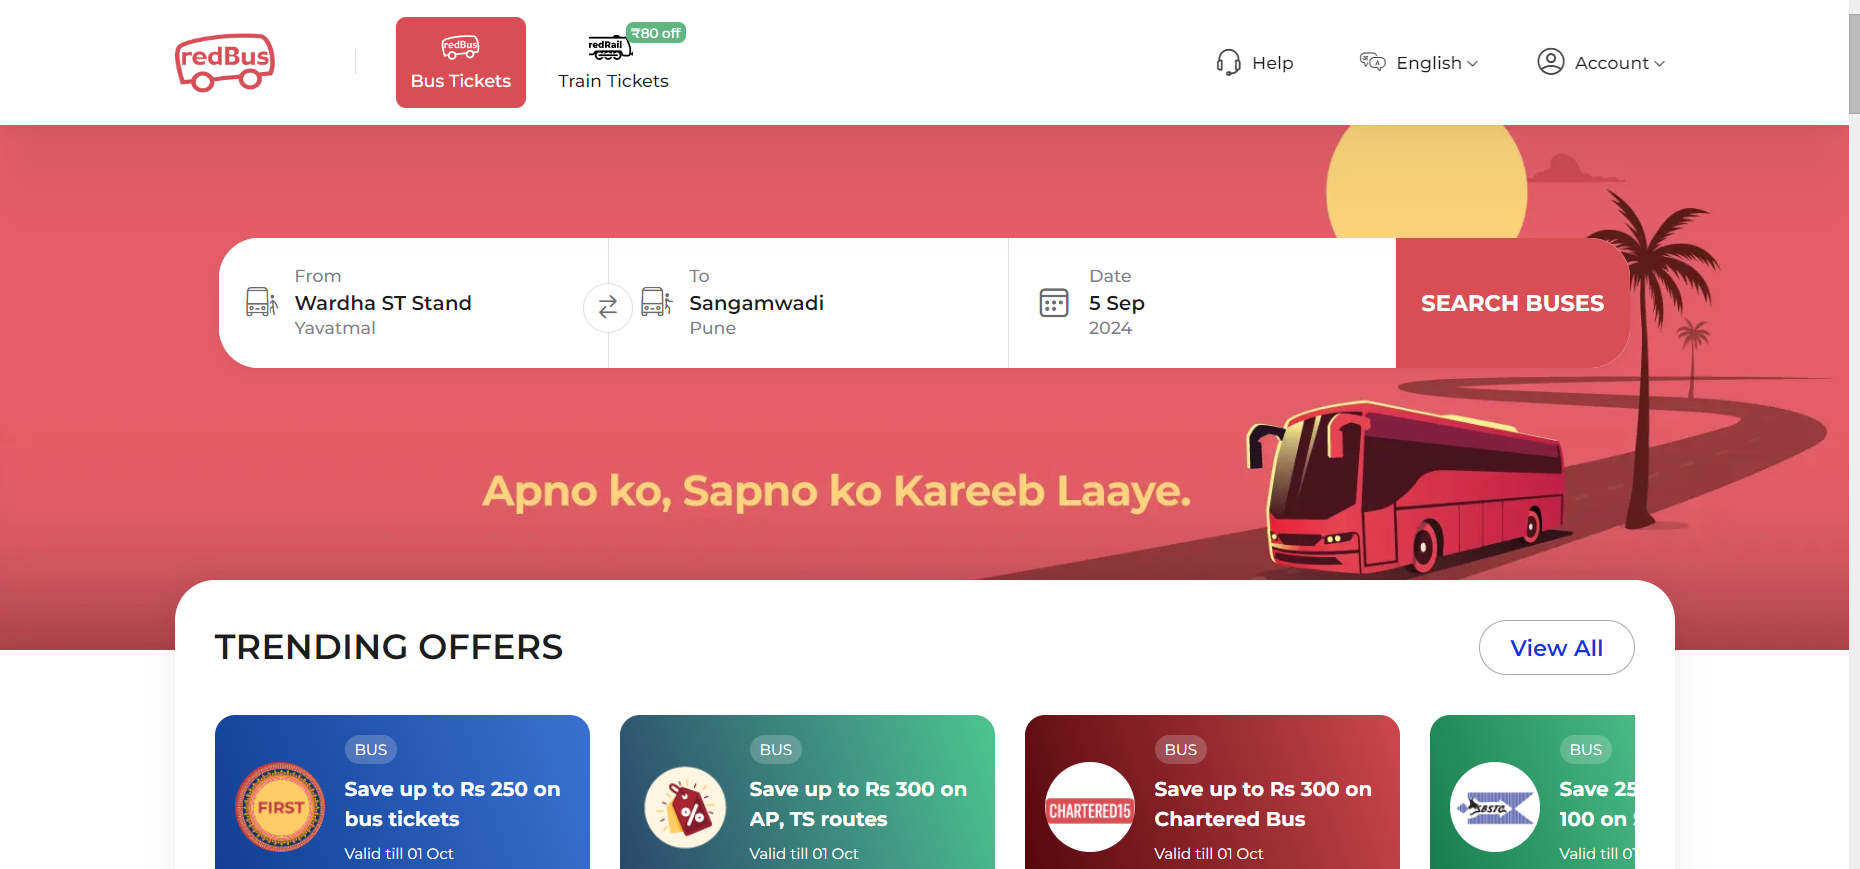 redBus
redBus
Bus Tickets
redRail
₹80 off
Train Tickets
Help
English
Account
From
Wardha ST Stand
Yavatmal
To
Sangamwadi
Pune
Date
5 Sep
2024
SEARCH BUSES
Apno ko, Sapno ko Kareeb Laaye.
TRENDING OFFERS
View All
BUS
FIRST
Save up to Rs 250 on
bus tickets
Valid till 01 Oct
BUS
%
Save up to Rs 300 on
AP, TS routes
Valid till 01 Oct
BUS
CHARTERED15
Save up to Rs 300 on
Chartered Bus
Valid till 01 Oct
BUS
SBSTC
Save 25
100 on
Valid till 0